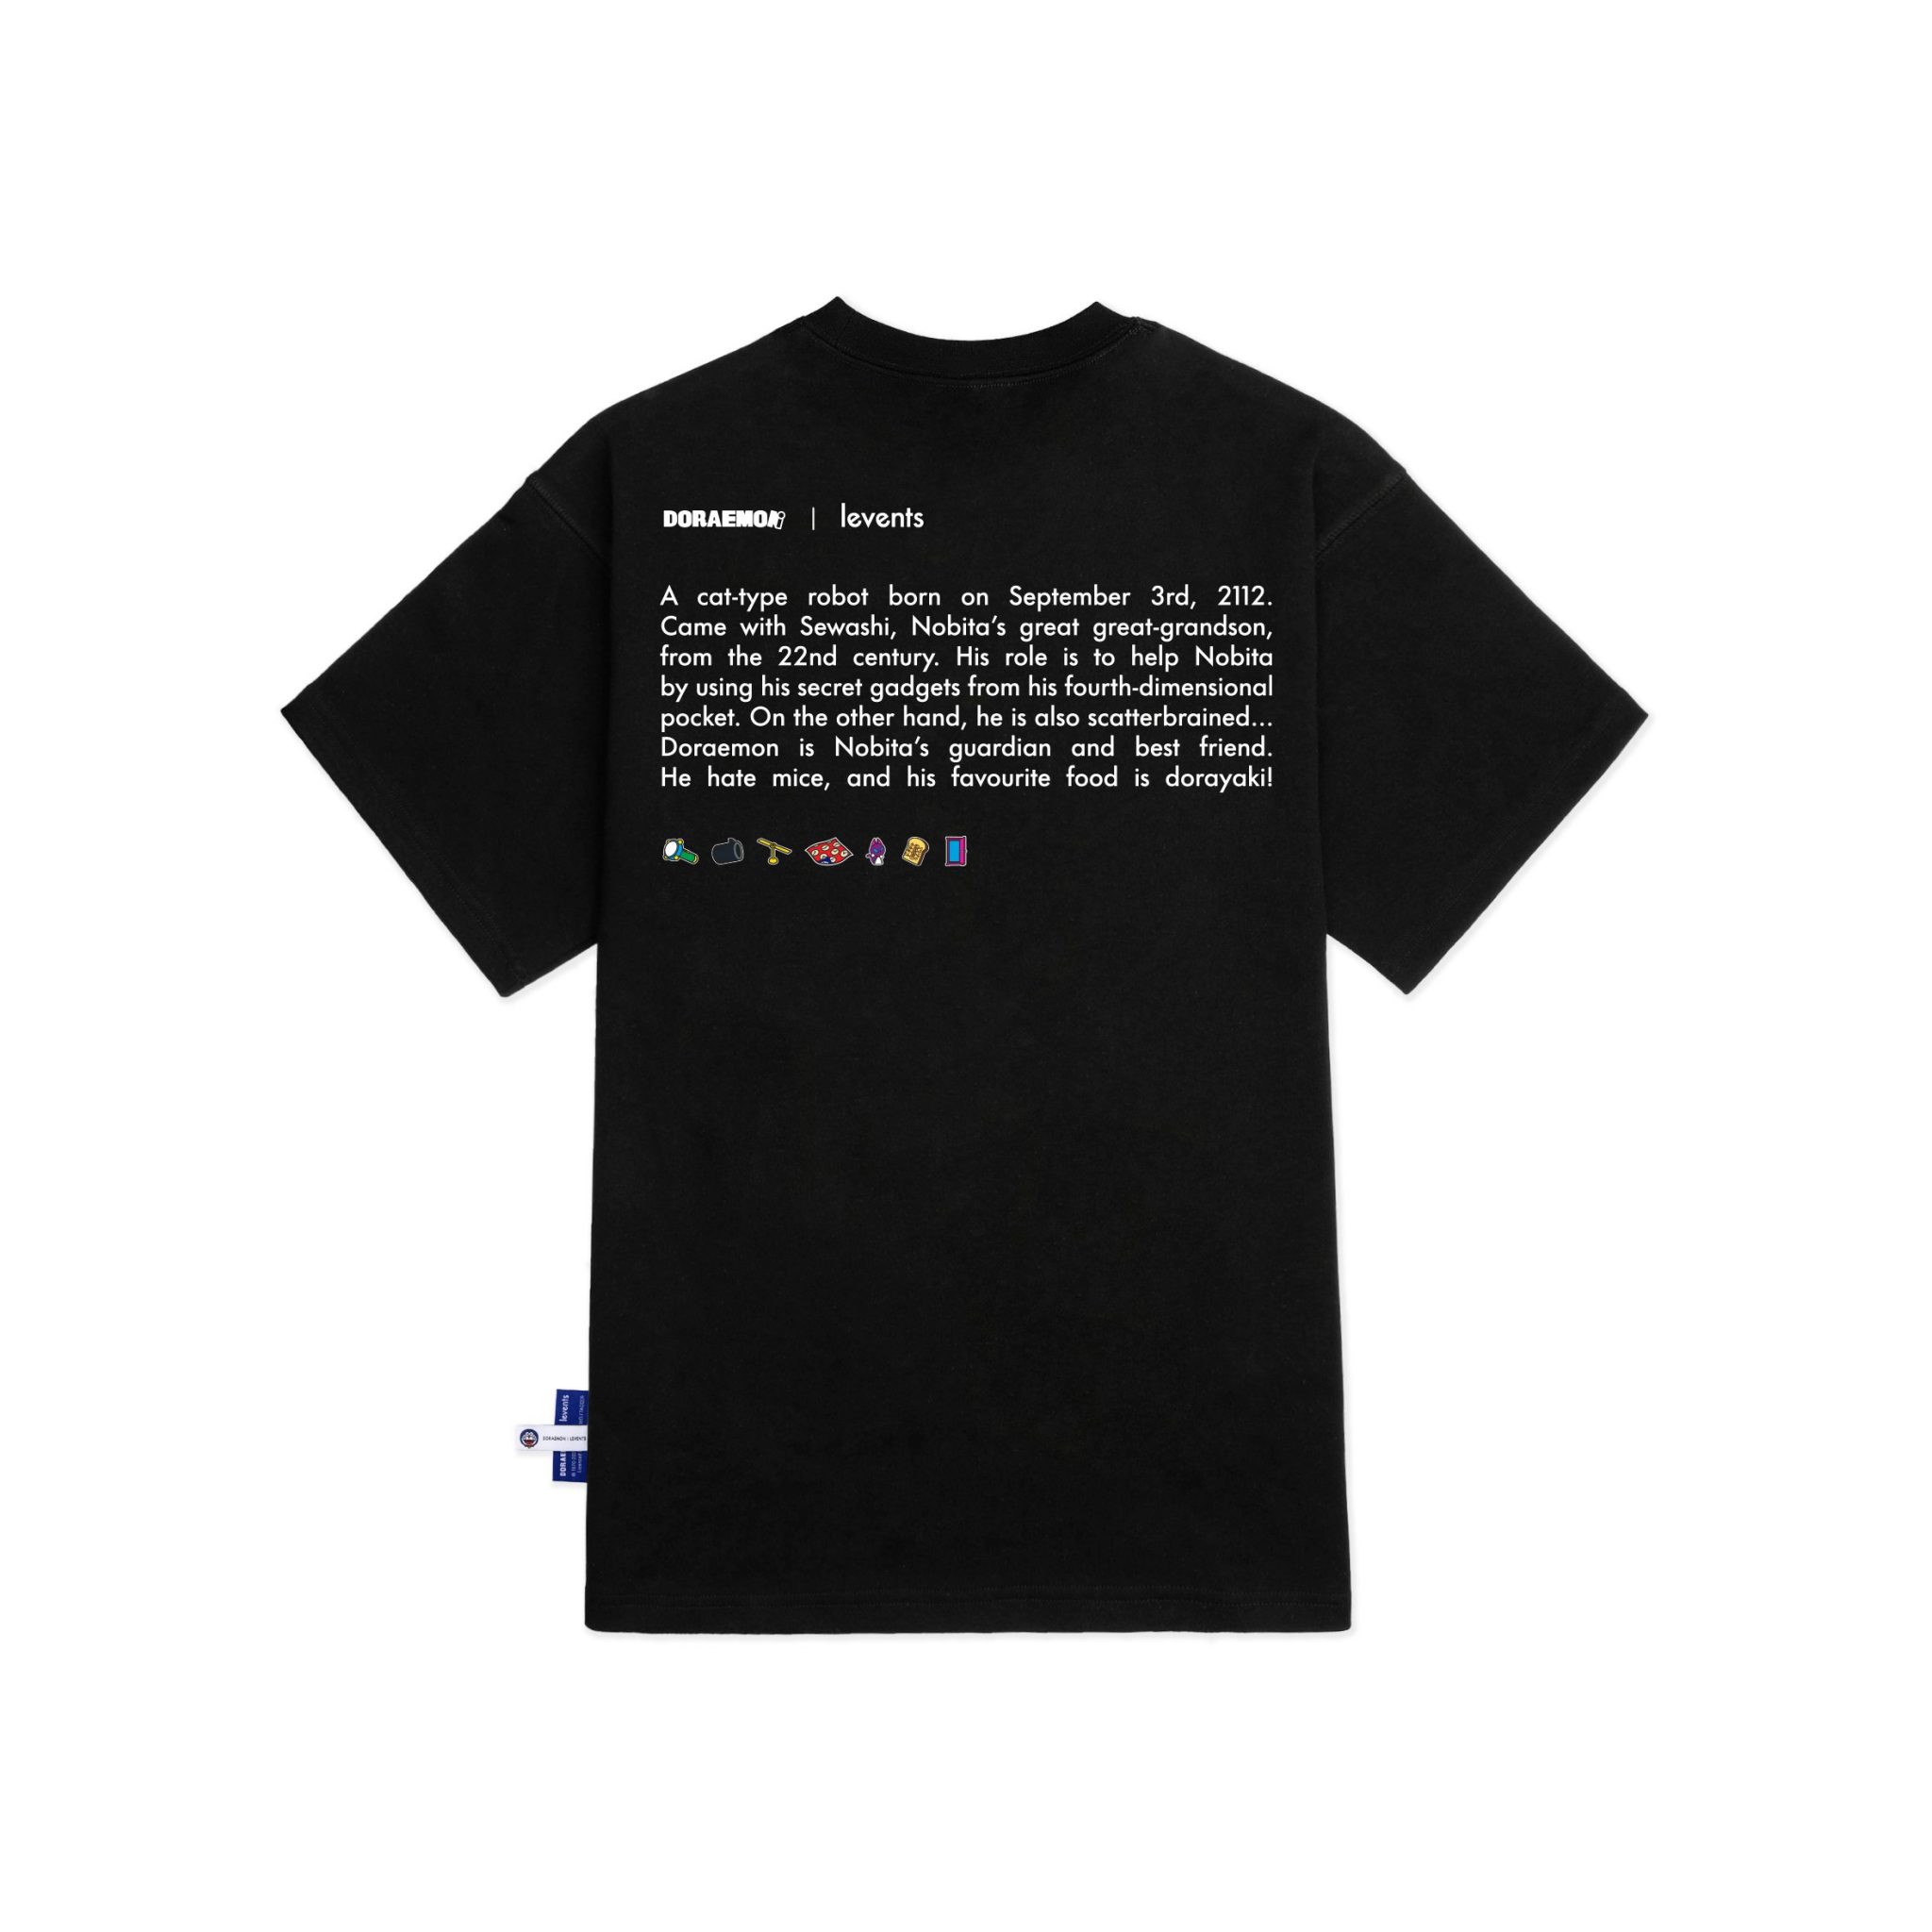 DORAEMON | levents
A cat-type robot born on September 3rd, 2112.
Came with Sewashi, Nobita's great great-grandson,
from the 22nd century. His role is to help Nobita
by using his secret gadgets from his fourth-dimensional
pocket. On the other hand, he is also scatterbrained...
Doraemon is Nobita's guardian and best friend.
He hate mice, and his favourite food is dorayaki!
levents
DORAEMON / LEVENTS